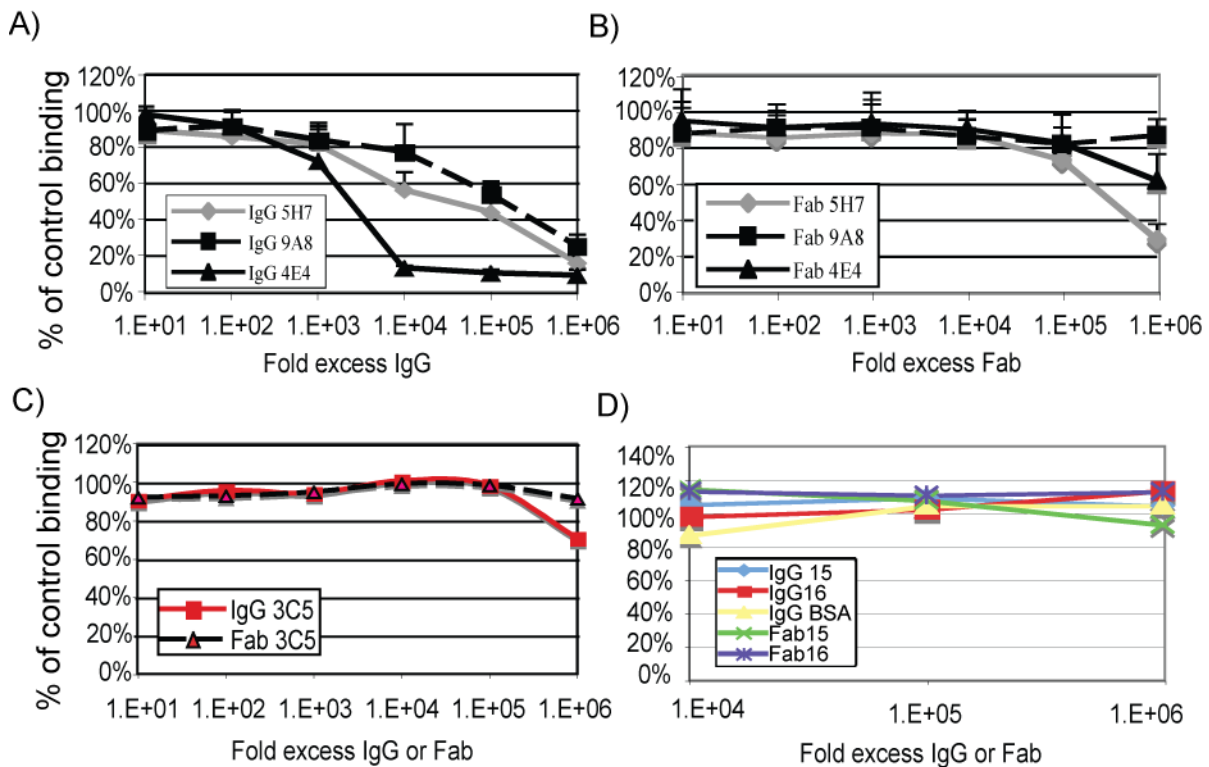 A)
% of control binding
120%
100%
80%
60%
40%
20%
0%
IgG 5H7
IgG 9A8
IgG 4E4
1.E+01 1.E+02 1.E+03 1.E+04 1.E+05 1.E+06
Fold excess IgG
B)
120%
100%
80%
60%
40%
20%
0%
Fab 5H7
Fab 9A8
Fab 4E4
1.E+01 1.E+02 1.E+03 1.E+04 1.E+05 1.E+06
Fold excess Fab
C)
% of control binding
120%
100%
80%
60%
40%
20%
0%
IgG 3C5
Fab 3C5
1.E+01 1.E+02 1.E+03 1.E+04 1.E+05 1.E+06
Fold excess IgG or Fab
D)
140%
120%
100%
80%
60%
40%
20%
0%
IgG 15
IgG16
IgG BSA
Fab15
Fab16
1.E+04 1.E+05 1.E+06
Fold excess IgG or Fab